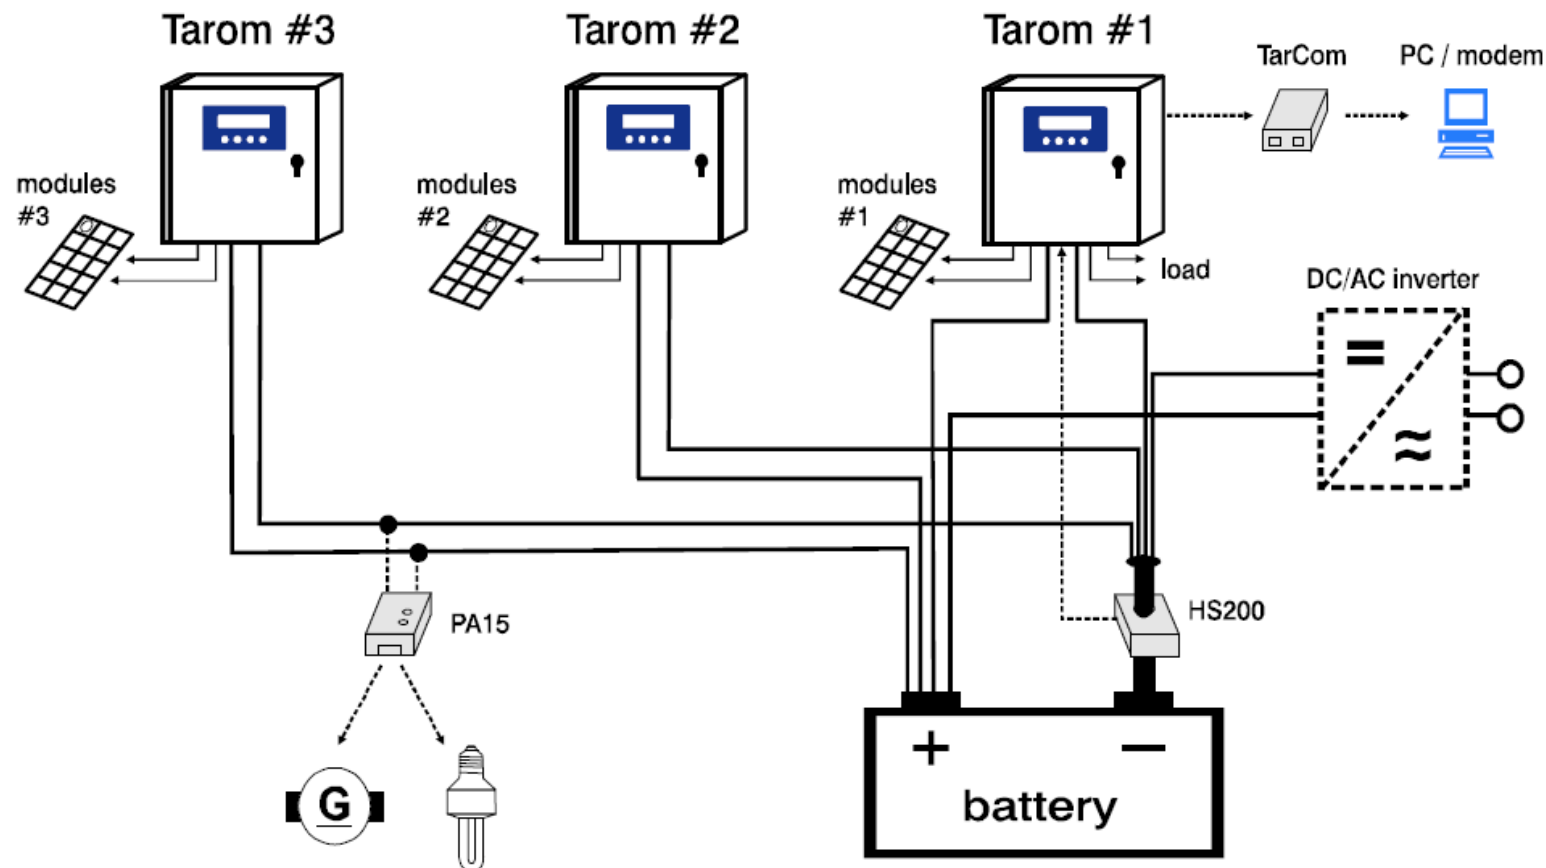 Tarom #3
Tarom #2
Tarom #1
TarCom
PC / modem
modules
#3
modules
#2
modules
#1
load
DC/AC inverter
=
≈
PA15
HS200
G
+
−
battery